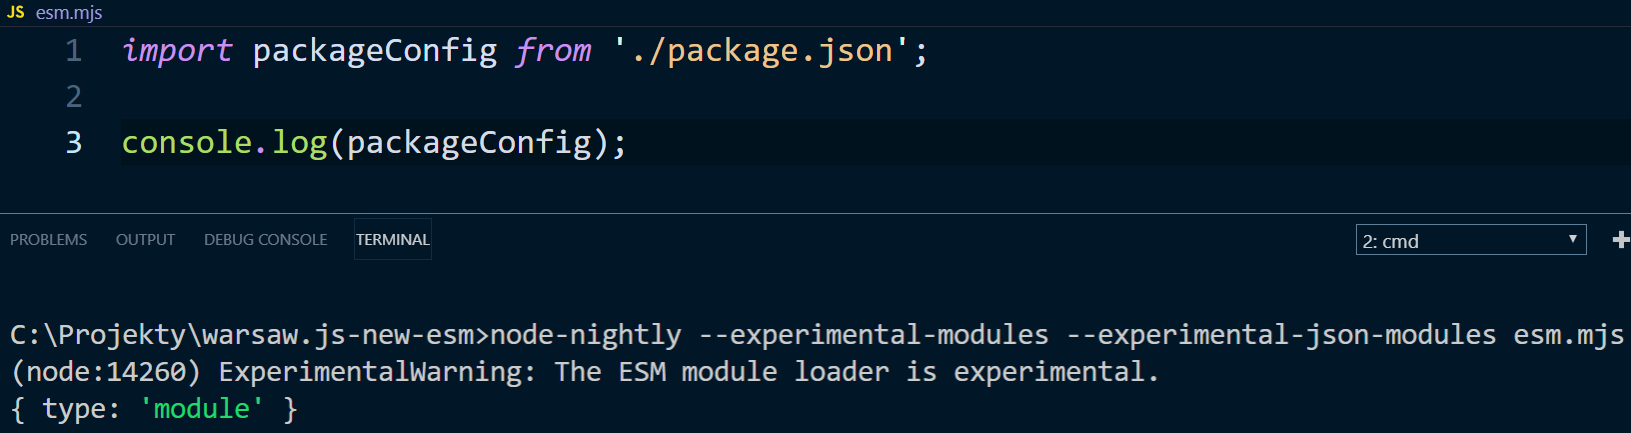 JS esm.mjs
1 import packageConfig from './package.json';
2
3 console.log(packageConfig);
PROBLEMS OUTPUT DEBUG CONSOLE TERMINAL 2: cmd
C:\Projekty\warsaw.js-new-esm>node-nightly --experimental-modules --experimental-json-modules esm.mjs
(node:14260) ExperimentalWarning: The ESM module loader is experimental.
{ type: 'module' }